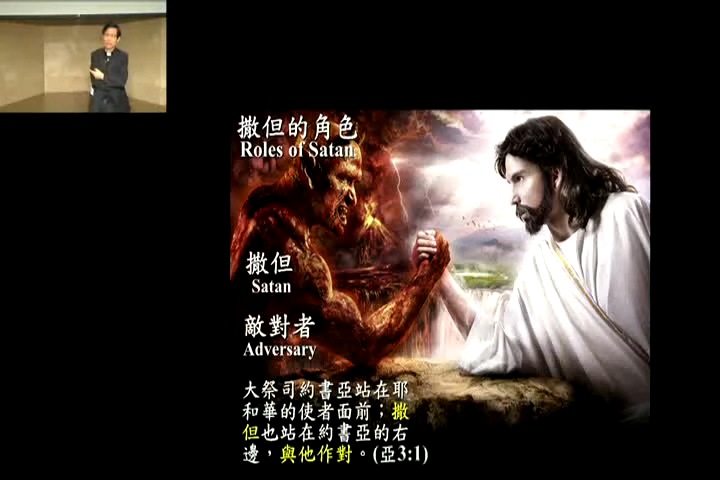 撒但的角色
Roles of Satan
撒但
Satan
敵對者
Adversary
大祭司約書亞站在耶
和華的使者面前；撒
但也站在約書亞的右
邊，與他作對。(亞3:1)